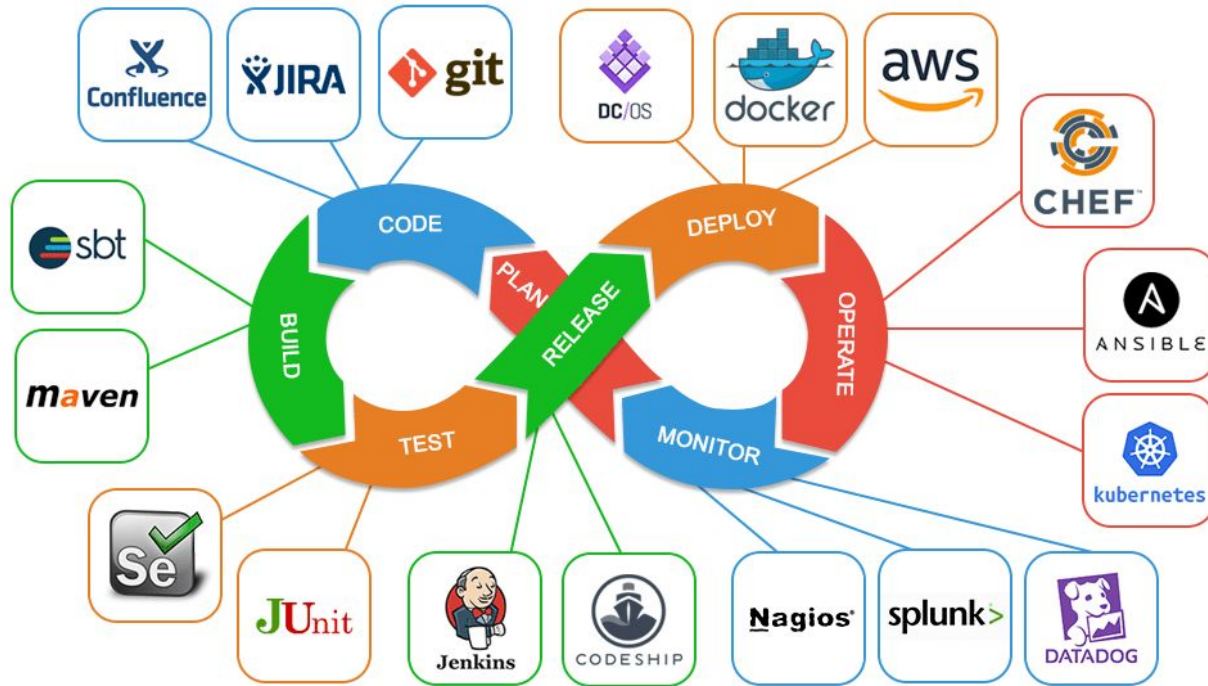 Confluence
JIRA
git
DC/OS
docker
aws
CHEF™
sbt
CODE
DEPLOY
PLAN
RELEASE
BUILD
OPERATE
ANSIBLE
maven
TEST
MONITOR
kubernetes
Se
JUnit
Jenkins
CODESHIP
Nagios®
splunk>
DATADOG